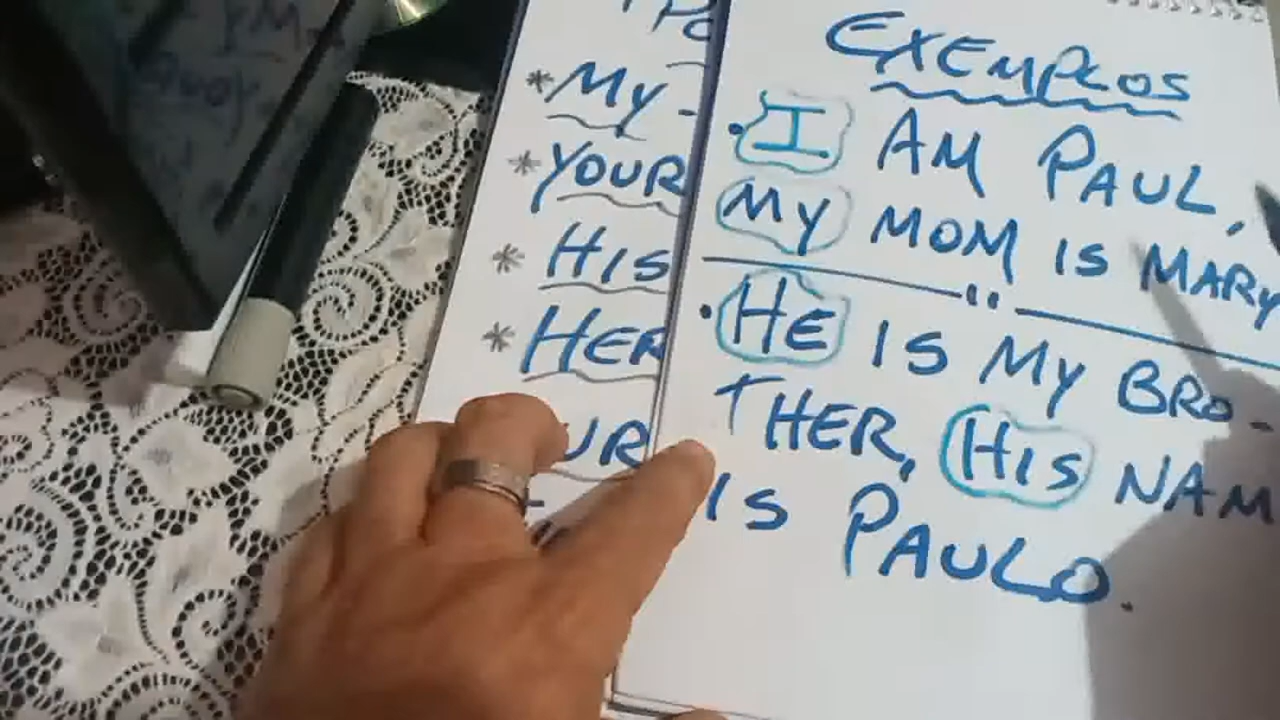 * MY -
* YOUR
* HIS
* HER
EXEMPLOS
• I AM PAUL,
MY MOM IS MARY
• HE IS MY BRO-
THER, HIS NAM
IS PAULO.